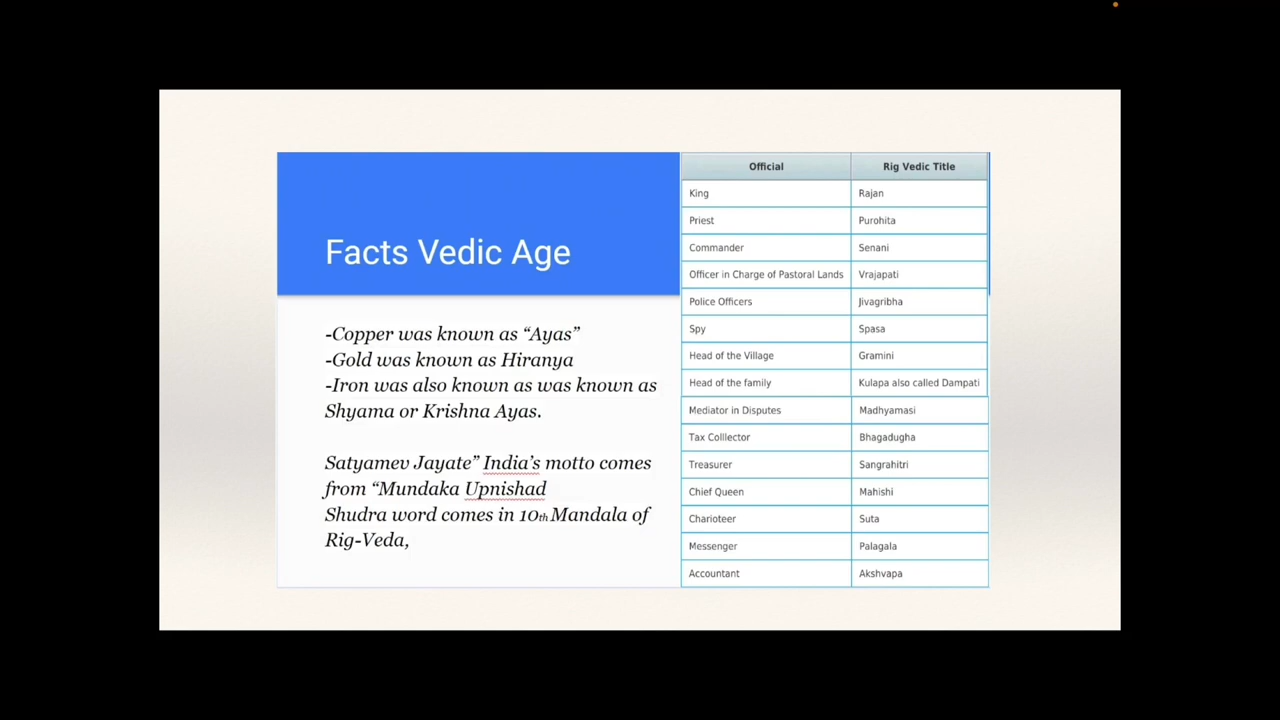 Facts Vedic Age
-Copper was known as “Ayas”
-Gold was known as Hiranya
-Iron was also known as was known as
Shyama or Krishna Ayas.
Satyamev Jayate” India’s motto comes
from “Mundaka Upnishad
Shudra word comes in 10th Mandala of
Rig-Veda,
Official Rig Vedic Title
King Rajan
Priest Purohita
Commander Senani
Officer in Charge of Pastoral Lands Vrajapati
Police Officers Jivagribha
Spy Spasa
Head of the Village Gramini
Head of the family Kulapa also called Dampati
Mediator in Disputes Madhyamasi
Tax Colllector Bhagadugha
Treasurer Sangrahitri
Chief Queen Mahishi
Charioteer Suta
Messenger Palagala
Accountant Akshvapa